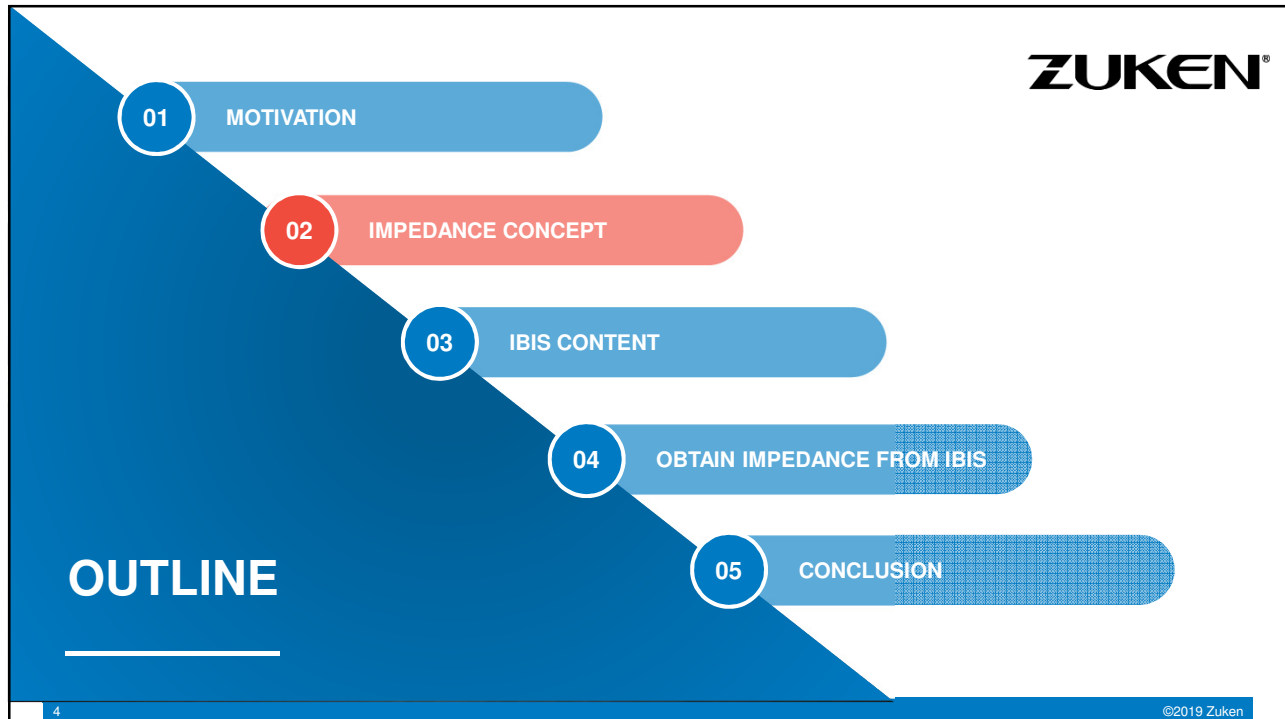 ZUKEN®
01 MOTIVATION
02 IMPEDANCE CONCEPT
03 IBIS CONTENT
04 OBTAIN IMPEDANCE FROM IBIS
05 CONCLUSION
OUTLINE
4 ©2019 Zuken